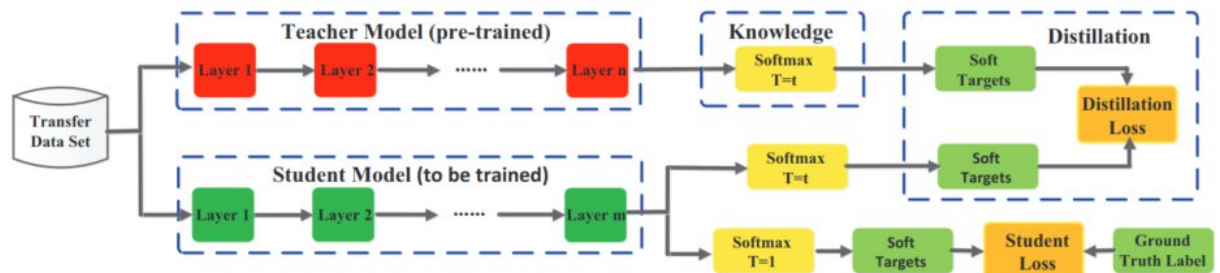 Teacher Model (pre-trained)
Knowledge
Distillation
Layer 1
Layer 2
......
Layer n
Softmax
T=t
Soft
Targets
Transfer
Data Set
Distillation
Loss
Student Model (to be trained)
Softmax
T=t
Soft
Targets
Layer 1
Layer 2
......
Layer m
Softmax
T=1
Soft
Targets
Student
Loss
Ground
Truth Label